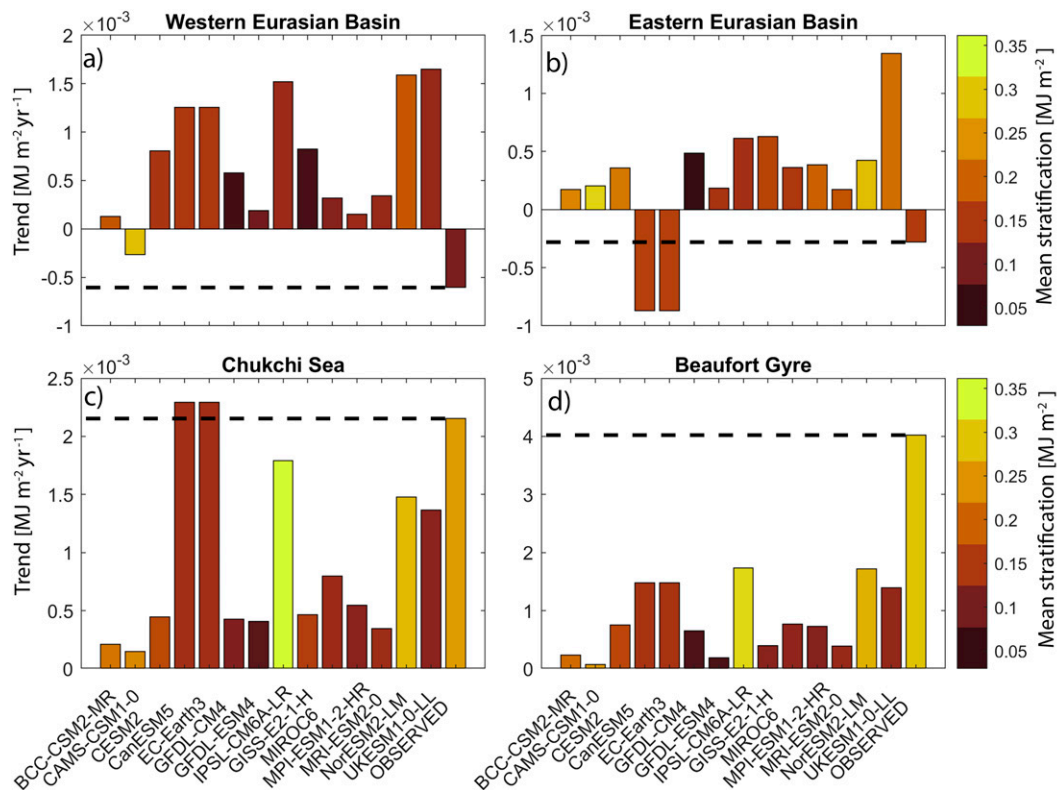 Western Eurasian Basin
Eastern Eurasian Basin
×10⁻³
a)
2
1.5
1
0.5
0
-0.5
-1
Trend [MJ m⁻² yr⁻¹]
×10⁻³
b)
1.5
1
0.5
0
-0.5
-1
0.35
0.3
0.25
0.2
0.15
0.1
0.05
Mean stratification [MJ m⁻²]
Chukchi Sea
Beaufort Gyre
×10⁻³
c)
2.5
2
1.5
1
0.5
0
Trend [MJ m⁻² yr⁻¹]
×10⁻³
d)
5
4
3
2
1
0
0.35
0.3
0.25
0.2
0.15
0.1
0.05
Mean stratification [MJ m⁻²]
BCC-CSM2-MR
CAMS-CSM1-0
CESM2
CanESM5
EC-Earth3
GFDL-CM4
GFDL-ESM4
IPSL-CM6A-LR
GISS-E2-1-H
MIROC6
MPI-ESM1-2-HR
MRI-ESM2-0
NorESM2-LM
UKESM1-0-LL
OBSERVED
BCC-CSM2-MR
CAMS-CSM1-0
CESM2
CanESM5
EC-Earth3
GFDL-CM4
GFDL-ESM4
IPSL-CM6A-LR
GISS-E2-1-H
MIROC6
MPI-ESM1-2-HR
MRI-ESM2-0
NorESM2-LM
UKESM1-0-LL
OBSERVED